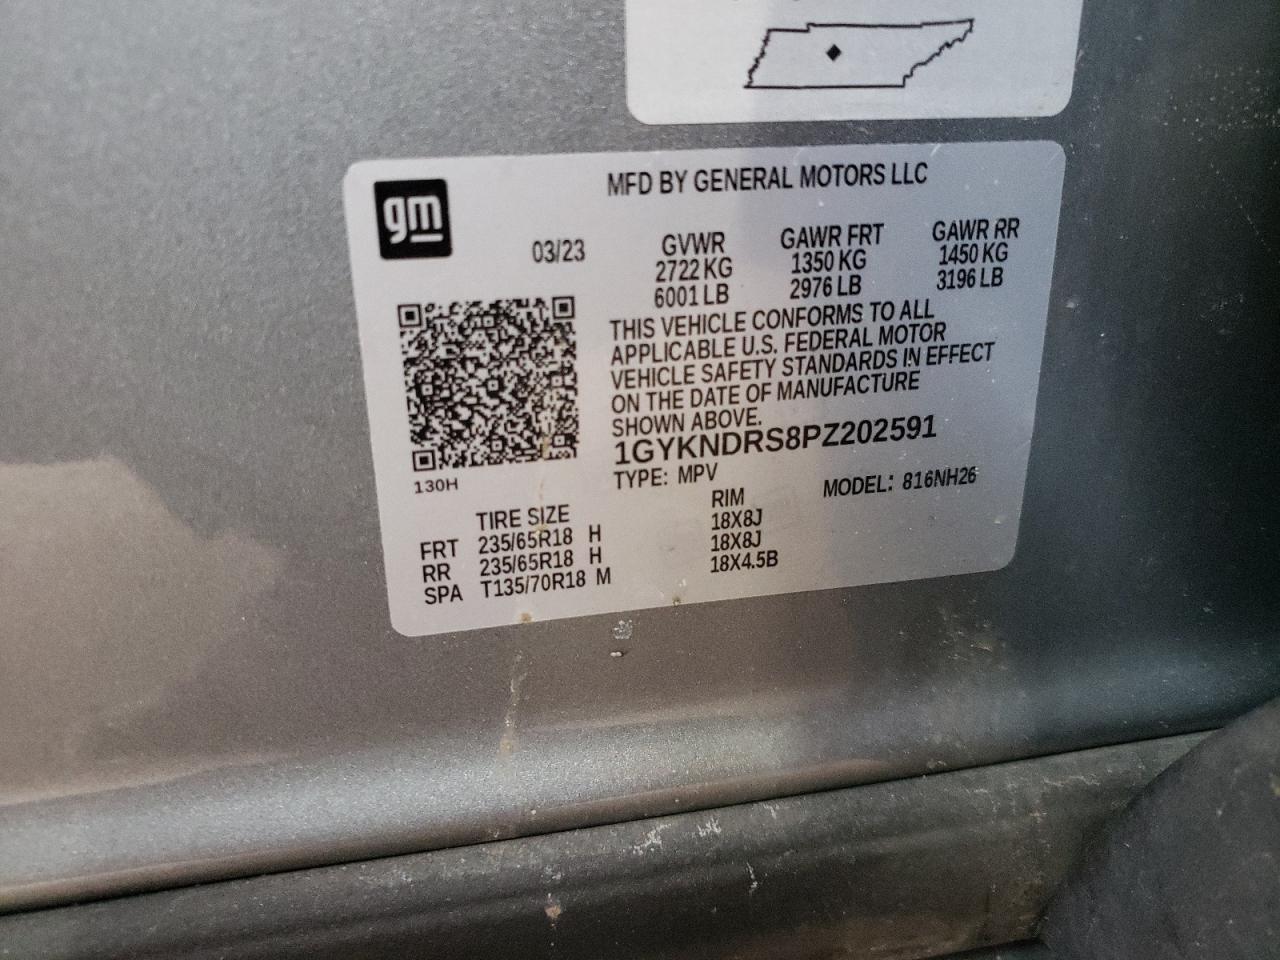 gm
MFD BY GENERAL MOTORS LLC
03/23
GVWR GAWR FRT GAWR RR
2722 KG 1350 KG 1450 KG
6001 LB 2976 LB 3196 LB
THIS VEHICLE CONFORMS TO ALL
APPLICABLE U.S. FEDERAL MOTOR
VEHICLE SAFETY STANDARDS IN EFFECT
ON THE DATE OF MANUFACTURE
SHOWN ABOVE.
1GYKNDRS8PZ202591
130H
TYPE: MPV MODEL: 816NH26
TIRE SIZE RIM
FRT 235/65R18 H 18X8J
RR 235/65R18 H 18X8J
SPA T135/70R18 M 18X4.5B